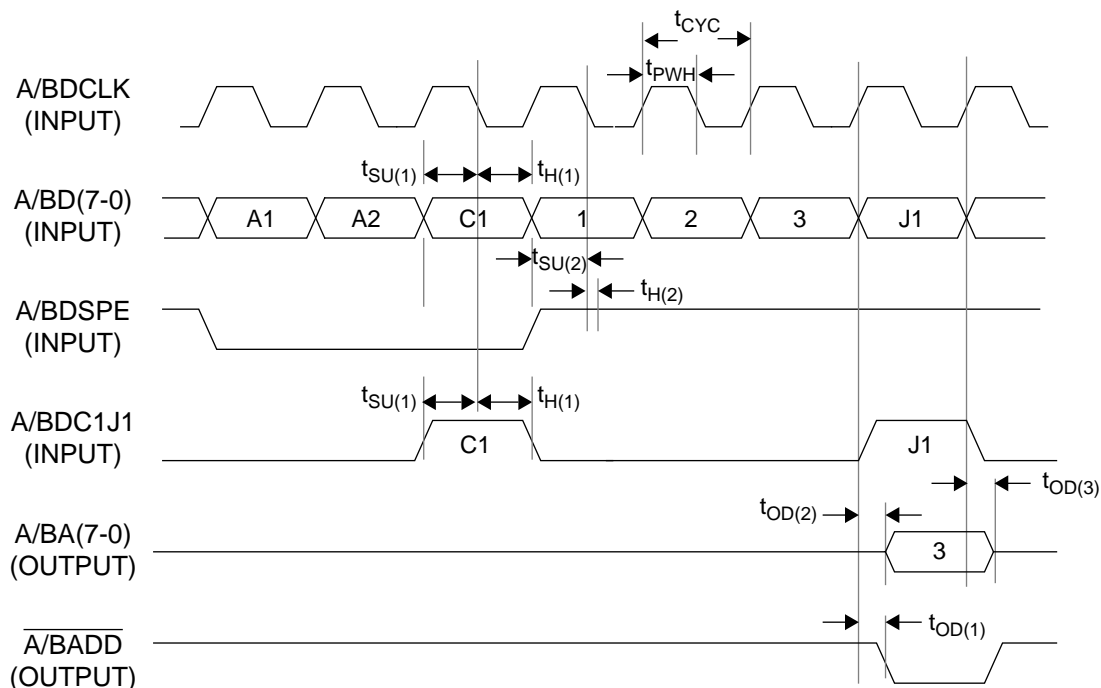 tCYC
tPWH
A/BDCLK
(INPUT)
tSU(1)
tH(1)
A/BD(7-0)
(INPUT)
A1
A2
C1
1
2
3
J1
tSU(2)
tH(2)
A/BDSPE
(INPUT)
tSU(1)
tH(1)
A/BDC1J1
(INPUT)
C1
J1
tOD(3)
tOD(2)
A/BA(7-0)
(OUTPUT)
3
tOD(1)
A/BADD
(OUTPUT)